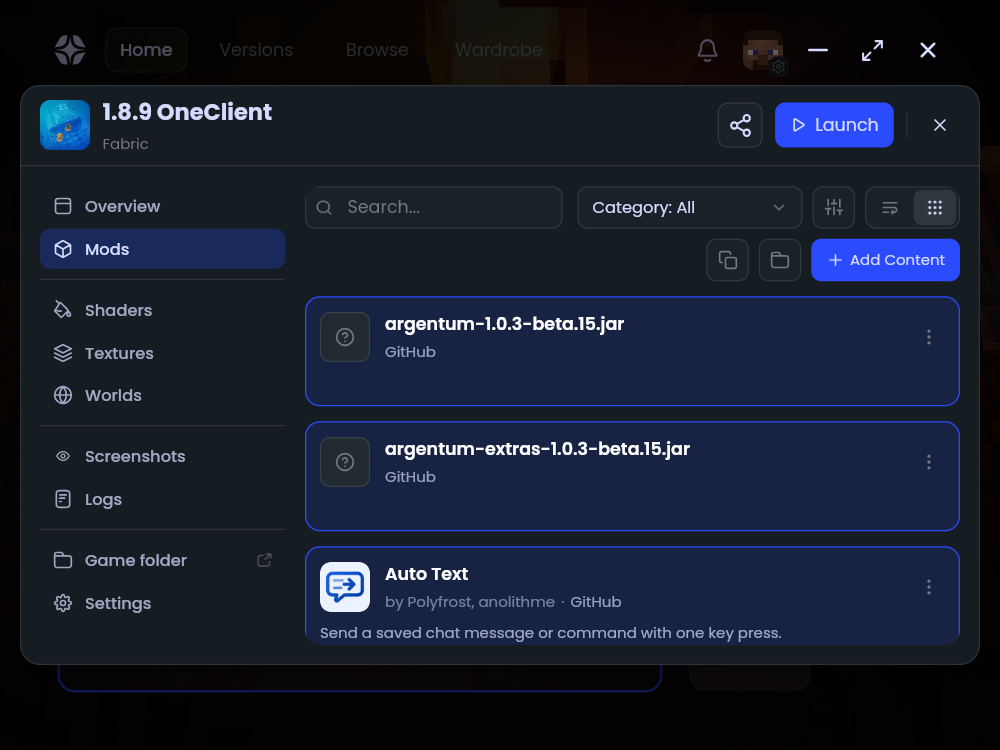 Home
Versions
Browse
Wardrobe
1.8.9 OneClient
Fabric
Launch
Overview
Mods
Shaders
Textures
Worlds
Screenshots
Logs
Game folder
Settings
Search...
Category: All
Add Content
argentum-1.0.3-beta.15.jar
GitHub
argentum-extras-1.0.3-beta.15.jar
GitHub
Auto Text
by Polyfrost, anolithme · GitHub
Send a saved chat message or command with one key press.